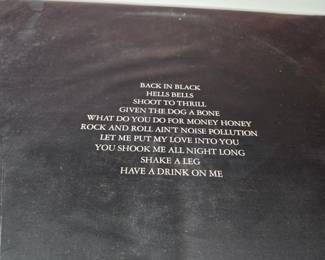 BACK IN BLACK
HELLS BELLS
SHOOT TO THRILL
GIVEN THE DOG A BONE
WHAT DO YOU DO FOR MONEY HONEY
ROCK AND ROLL AIN'T NOISE POLLUTION
LET ME PUT MY LOVE INTO YOU
YOU SHOOK ME ALL NIGHT LONG
SHAKE A LEG
HAVE A DRINK ON ME